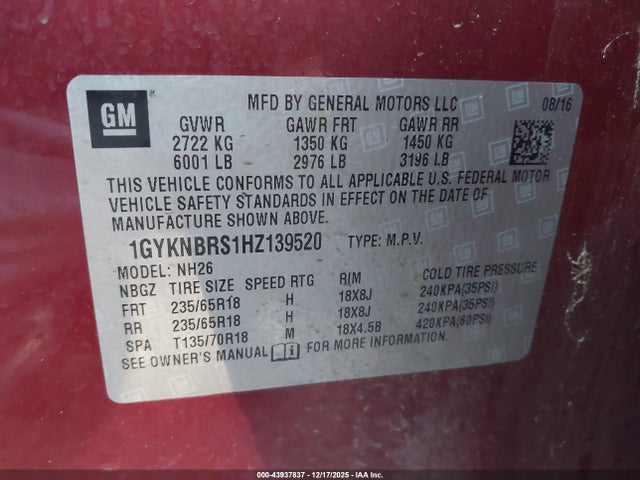 GM
MFD BY GENERAL MOTORS LLC 08/16
GVWR GAWR FRT GAWR RR
2722 KG 1350 KG 1450 KG
6001 LB 2976 LB 3196 LB
THIS VEHICLE CONFORMS TO ALL APPLICABLE U.S. FEDERAL MOTOR
VEHICLE SAFETY STANDARDS IN EFFECT ON THE DATE OF
MANUFACTURE SHOWN ABOVE.
1GYKNBRS1HZ139520 TYPE: M.P.V.
MODEL: NH26
NBGZ TIRE SIZE SPEED RTG RIM COLD TIRE PRESSURE
FRT 235/65R18 H 18X8J 240KPA(35PSI)
RR 235/65R18 H 18X8J 240KPA(35PSI)
SPA T135/70R18 M 18X4.5B 420KPA(60PSI)
SEE OWNER'S MANUAL FOR MORE INFORMATION.
000-43937837 - 12/17/2025 - IAA Inc.